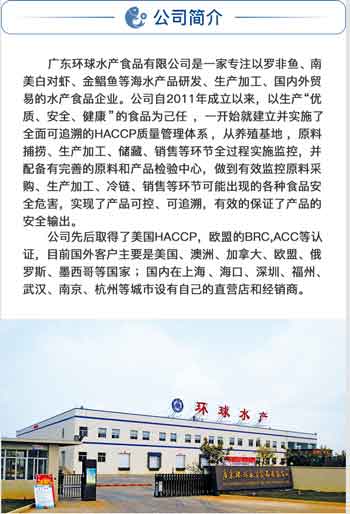 公司简介
广东环球水产食品有限公司是一家专注以罗非鱼、南
美白对虾、金鲳鱼等海水产品研发、生产加工、国内外贸
易的水产食品企业。公司自2011年成立以来，以生产“优
质、安全、健康”的食品为己任，一开始就建立并实施了
全面可追溯的HACCP质量管理体系，从养殖基地，原料
捕捞、生产加工、储藏、销售等环节全过程实施监控，并
配备有完善的原料和产品检验中心，做到有效监控原料采
购、生产加工、冷链、销售等环节可能出现的各种食品安
全危害，实现了产品可控、可追溯，有效的保证了产品的
安全输出。
公司先后取得了美国HACCP，欧盟的BRC,ACC等认
证，目前国外客户主要是美国、澳洲、加拿大、欧盟、俄
罗斯、墨西哥等国家；国内在上海、海口、深圳、福州、
武汉、南京、杭州等城市设有自己的直营店和经销商。
环球水产